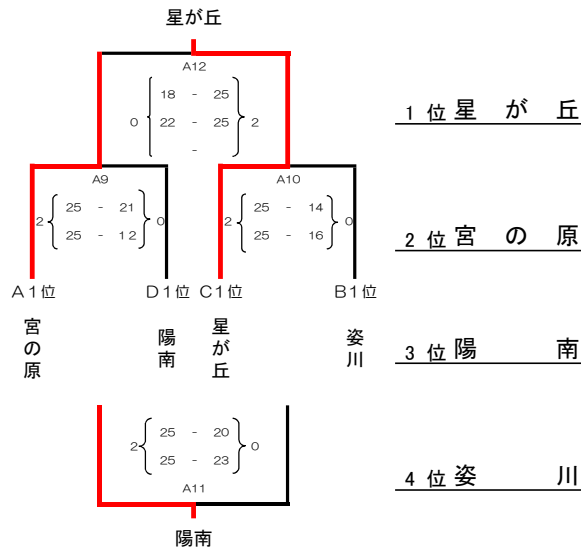 星が丘
A12
18 - 25
0 22 - 25 2
-
1 位 星 が 丘
A9 A10
25 - 21 25 - 14
2 0 2 0
25 - 12 25 - 16
2 位 宮 の 原
A1位 D1位 C1位 B1位
宮の原
陽南
星が丘
姿川
3 位 陽 南
25 - 20
2 0
25 - 23
A11
4 位 姿 川
陽南